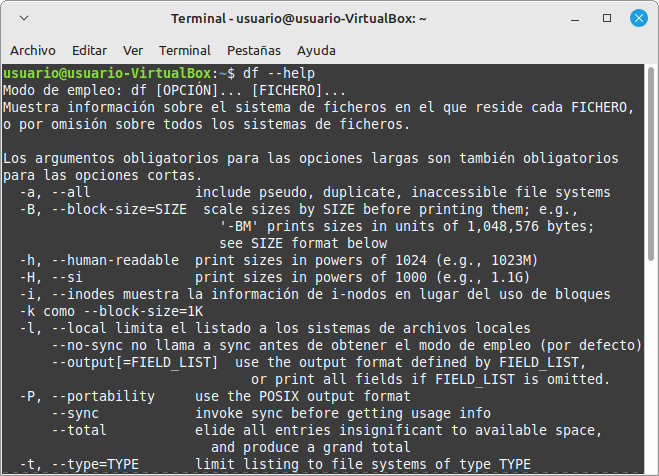 Terminal - usuario@usuario-VirtualBox: ~
Archivo Editar Ver Terminal Pestañas Ayuda
usuario@usuario-VirtualBox:~$ df --help
Modo de empleo: df [OPCIÓN]... [FICHERO]...
Muestra información sobre el sistema de ficheros en el que reside cada FICHERO,
o por omisión sobre todos los sistemas de ficheros.

Los argumentos obligatorios para las opciones largas son también obligatorios
para las opciones cortas.
  -a, --all             include pseudo, duplicate, inaccessible file systems
  -B, --block-size=SIZE  scale sizes by SIZE before printing them; e.g.,
                           '-BM' prints sizes in units of 1,048,576 bytes;
                           see SIZE format below
  -h, --human-readable  print sizes in powers of 1024 (e.g., 1023M)
  -H, --si              print sizes in powers of 1000 (e.g., 1.1G)
  -i, --inodes muestra la información de i-nodos en lugar del uso de bloques
  -k como --block-size=1K
  -l, --local limita el listado a los sistemas de archivos locales
      --no-sync no llama a sync antes de obtener el modo de empleo (por defecto)
      --output[=FIELD_LIST]  use the output format defined by FIELD_LIST,
                               or print all fields if FIELD_LIST is omitted.
  -P, --portability     use the POSIX output format
      --sync            invoke sync before getting usage info
      --total           elide all entries insignificant to available space,
                          and produce a grand total
  -t, --type=TYPE       limit listing to file systems of type TYPE